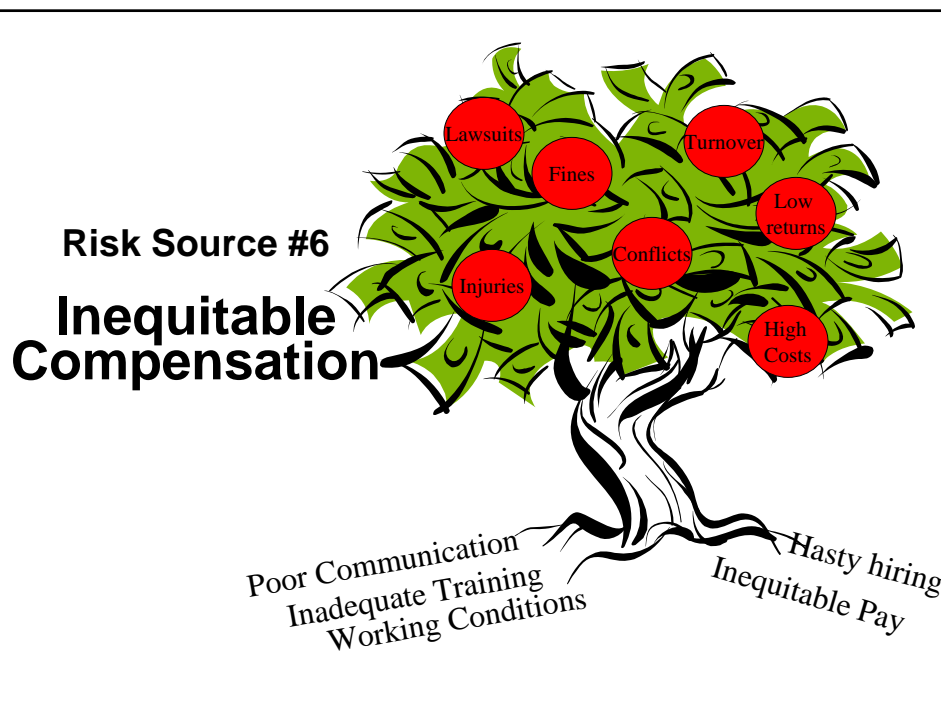 Risk Source #6
Inequitable
Compensation
Lawsuits
Fines
Turnover
Low
returns
Conflicts
Injuries
High
Costs
Poor Communication
Inadequate Training
Working Conditions
Hasty hiring
Inequitable Pay